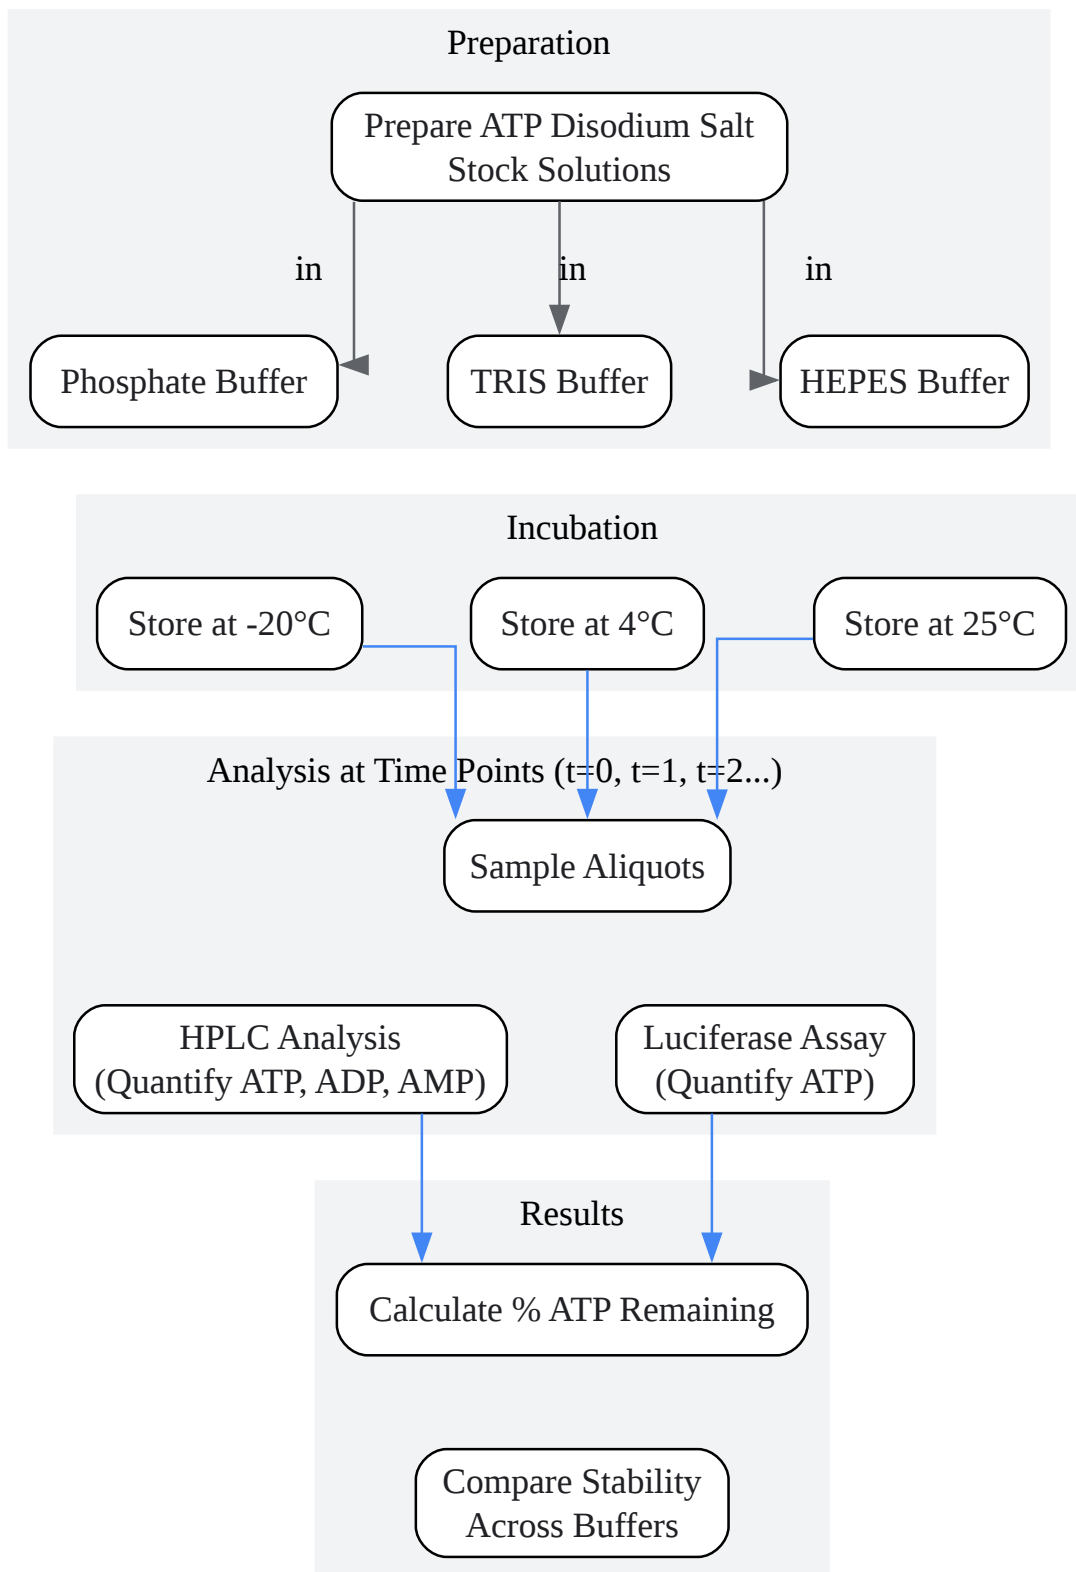 Preparation
Prepare ATP Disodium Salt
Stock Solutions
in
in
in
Phosphate Buffer
TRIS Buffer
HEPES Buffer
Incubation
Store at -20°C
Store at 4°C
Store at 25°C
Analysis at Time Points (t=0, t=1, t=2...)
Sample Aliquots
HPLC Analysis
(Quantify ATP, ADP, AMP)
Luciferase Assay
(Quantify ATP)
Results
Calculate % ATP Remaining
Compare Stability
Across Buffers